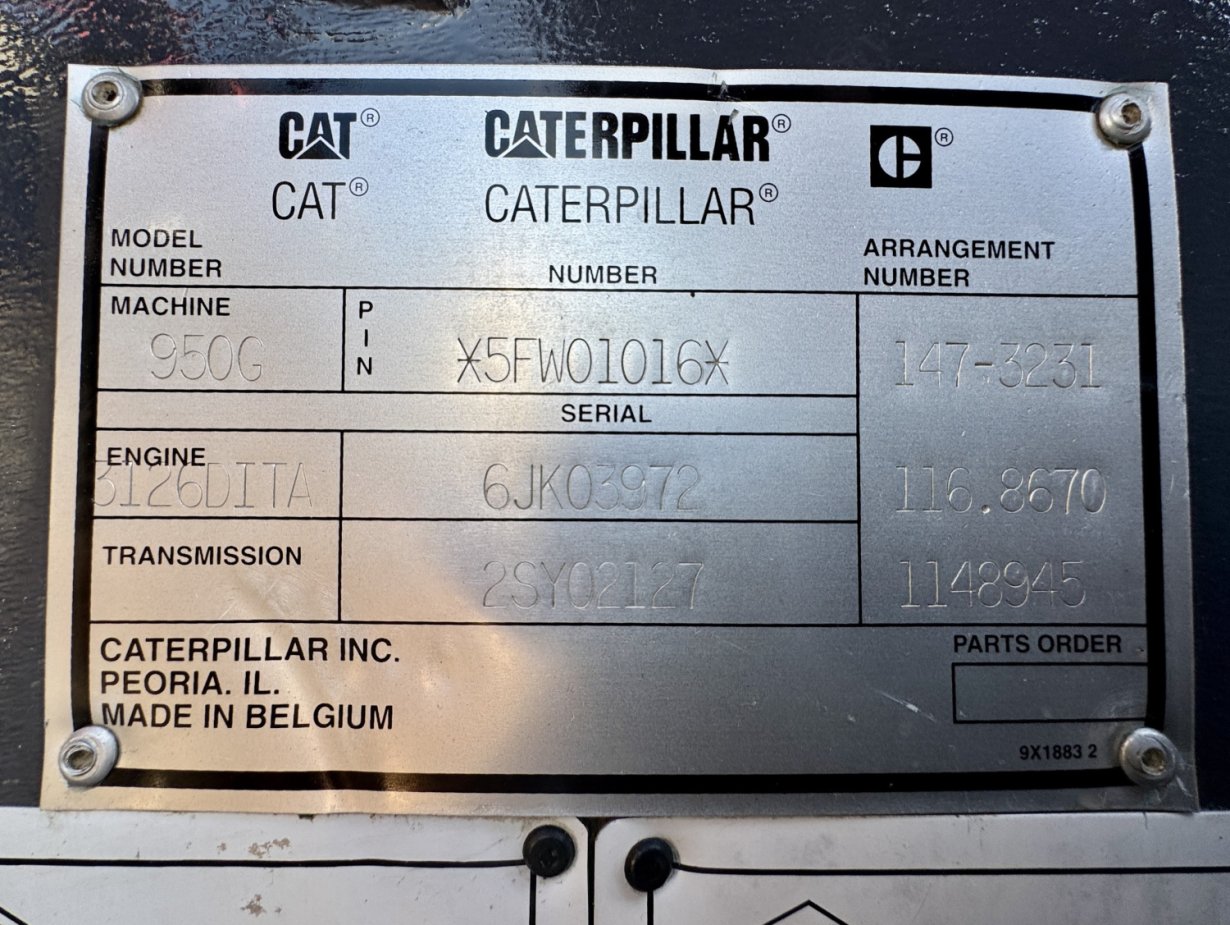 CAT® CATERPILLAR® C®
CAT® CATERPILLAR®
MODEL NUMBER
NUMBER
ARRANGEMENT NUMBER
MACHINE
950G
PIN
*5FW01016*
147-3231
SERIAL
ENGINE
3126DITA
6JK03972
116.8670
TRANSMISSION
2SY02127
1148945
CATERPILLAR INC.
PEORIA. IL.
MADE IN BELGIUM
PARTS ORDER
9X1883 2